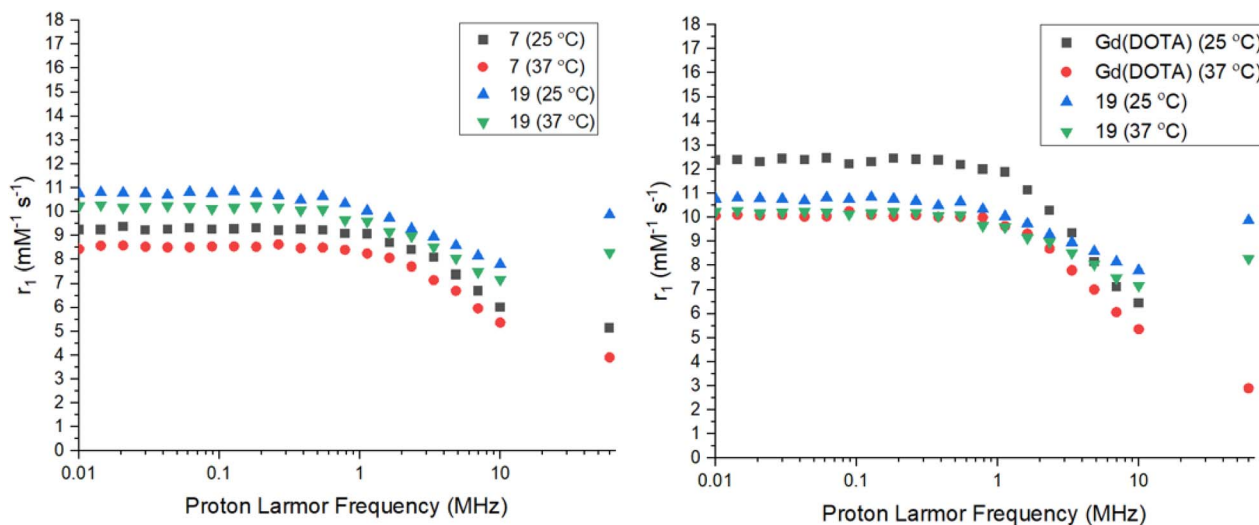 18
17
16
15
14
13
12
11
10
9
8
7
6
5
4
3
2
1
0
r₁ (mM⁻¹ s⁻¹)
7 (25 °C)
7 (37 °C)
19 (25 °C)
19 (37 °C)
0.01 0.1 1 10
Proton Larmor Frequency (MHz)
18
17
16
15
14
13
12
11
10
9
8
7
6
5
4
3
2
1
0
r₁ (mM⁻¹ s⁻¹)
Gd(DOTA) (25 °C)
Gd(DOTA) (37 °C)
19 (25 °C)
19 (37 °C)
0.01 0.1 1 10
Proton Larmor Frequency (MHz)